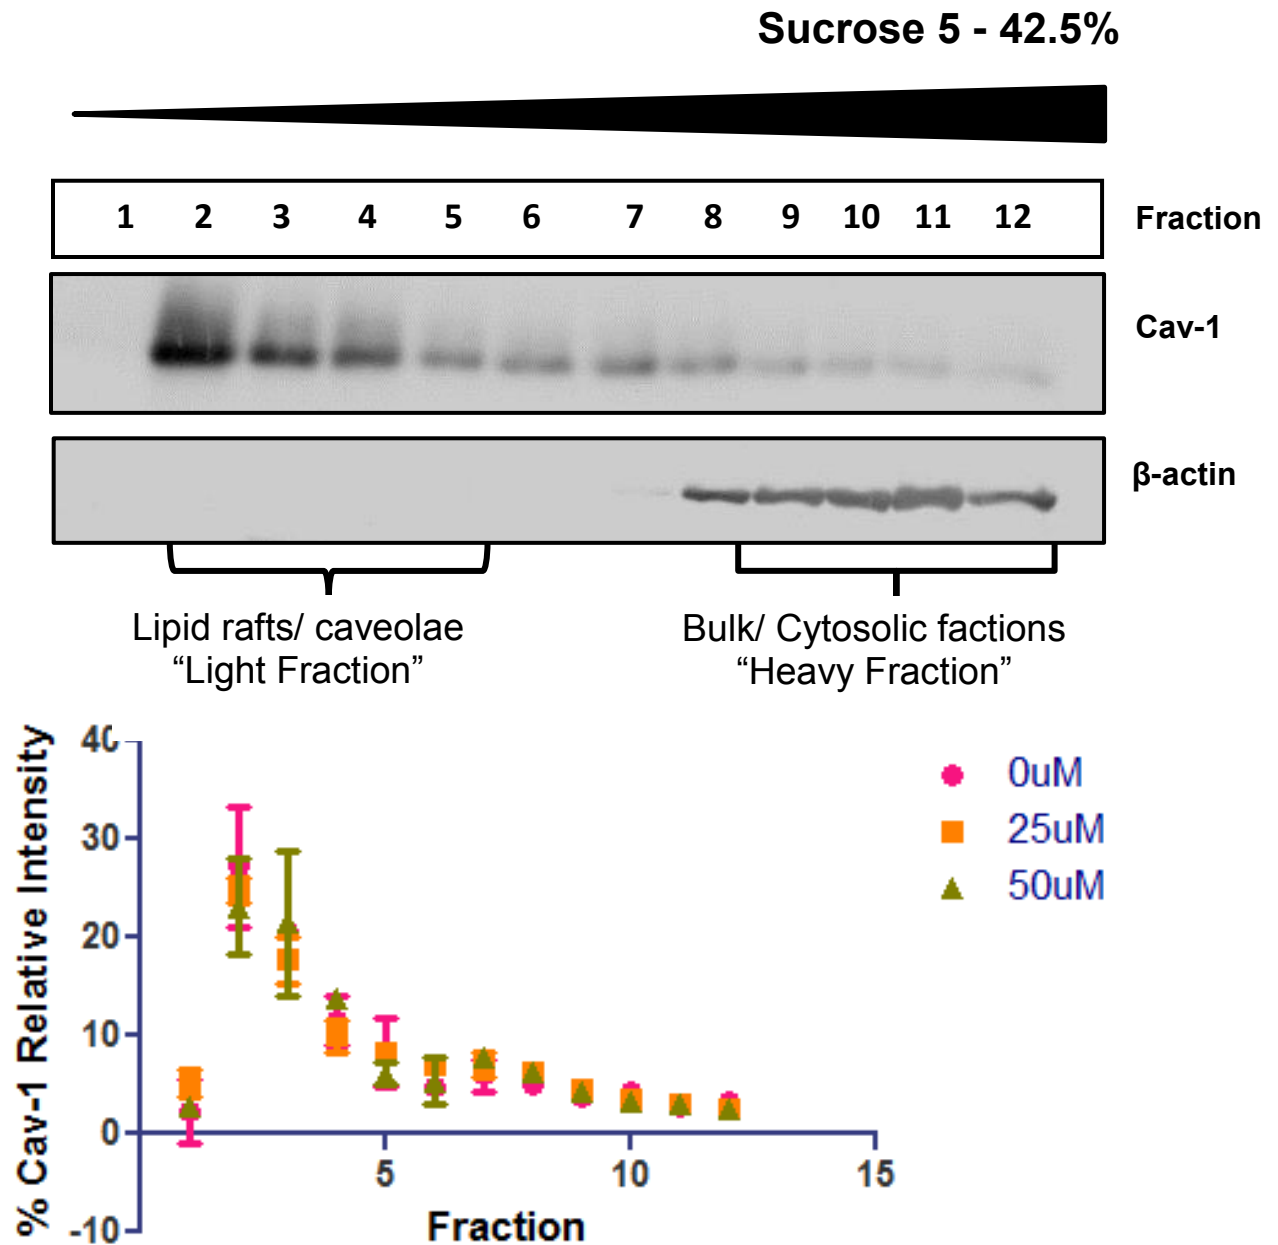 Sucrose 5 - 42.5%
1 2 3 4 5 6 7 8 9 10 11 12
Fraction
Cav-1
β-actin
Lipid rafts/ caveolae
“Light Fraction”
Bulk/ Cytosolic factions
“Heavy Fraction”
% Cav-1 Relative Intensity
40
30
20
10
0
-10
5 10 15
Fraction
0uM
25uM
50uM